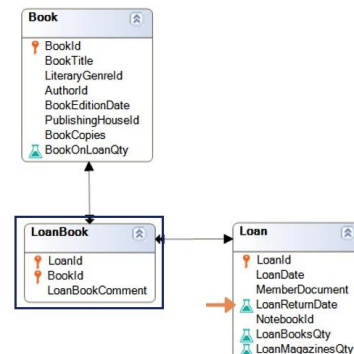 Book
BookId
BookTitle
LiteraryGenreId
AuthorId
BookEditionDate
PublishingHouseId
BookCopies
BookOnLoanQty
LoanBook
LoanId
BookId
LoanBookComment
Loan
LoanId
LoanDate
MemberDocument
LoanReturnDate
NotebookId
LoanBooksQty
LoanMagazinesQty